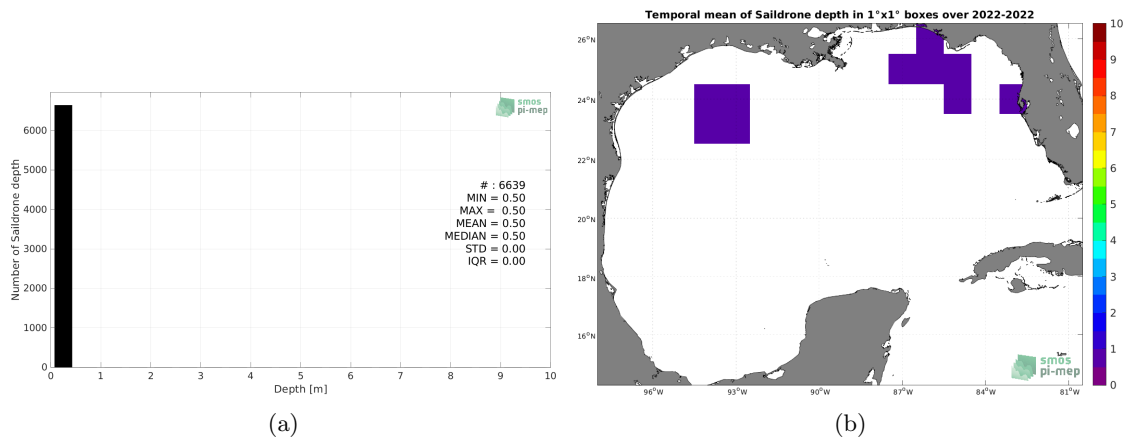 Temporal mean of Saildrone depth in 1°x1° boxes over 2022-2022
smos
pi-mep
# : 6639
MIN = 0.50
MAX = 0.50
MEAN = 0.50
MEDIAN = 0.50
STD = 0.00
IQR = 0.00
Number of Saildrone depth
6000
5000
4000
3000
2000
1000
0
0 1 2 3 4 5 6 7 8 9 10
Depth [m]
(a)
26°N
24°N
22°N
20°N
18°N
16°N
96°W 93°W 90°W 87°W 84°W 81°W
smos
pi-mep
10
9
8
7
6
5
4
3
2
1
0
(b)